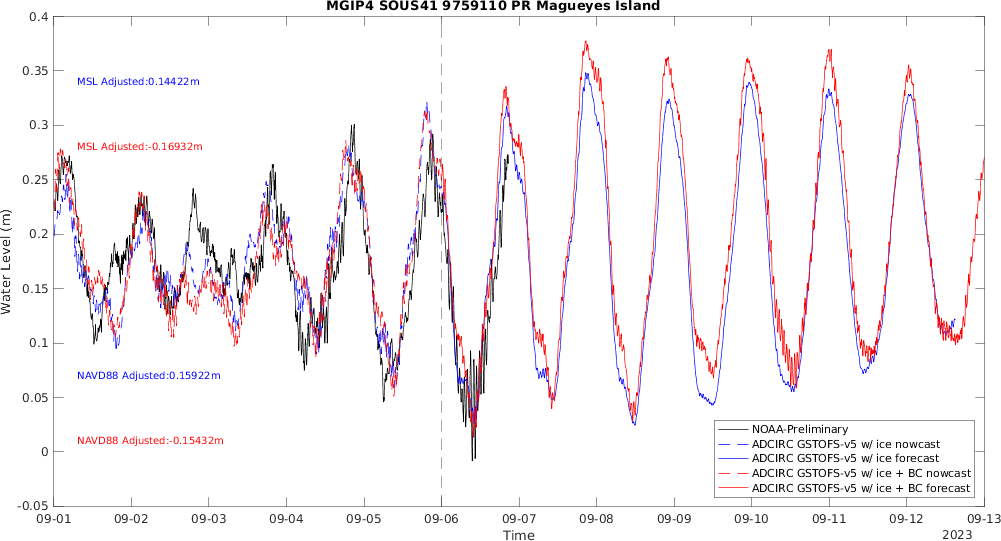 MGIP4 SOUS41 9759110 PR Magueyes Island
0.4
0.35
0.3
0.25
0.2
0.15
0.1
0.05
0
-0.05
Water Level (m)
MSL Adjusted:0.14422m
MSL Adjusted:-0.16932m
NAVD88 Adjusted:0.15922m
NAVD88 Adjusted:-0.15432m
NOAA-Preliminary
ADCIRC GSTOFS-v5 w/ ice nowcast
ADCIRC GSTOFS-v5 w/ ice forecast
ADCIRC GSTOFS-v5 w/ ice + BC nowcast
ADCIRC GSTOFS-v5 w/ ice + BC forecast
09-01 09-02 09-03 09-04 09-05 09-06 09-07 09-08 09-09 09-10 09-11 09-12 09-13
Time
2023